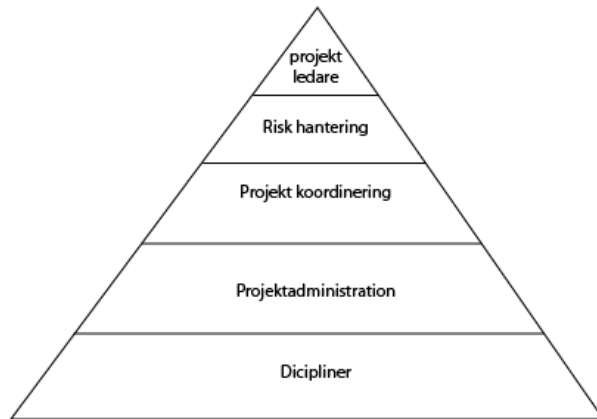 projekt
ledare
Risk hantering
Projekt koordinering
Projektadministration
Dicipliner